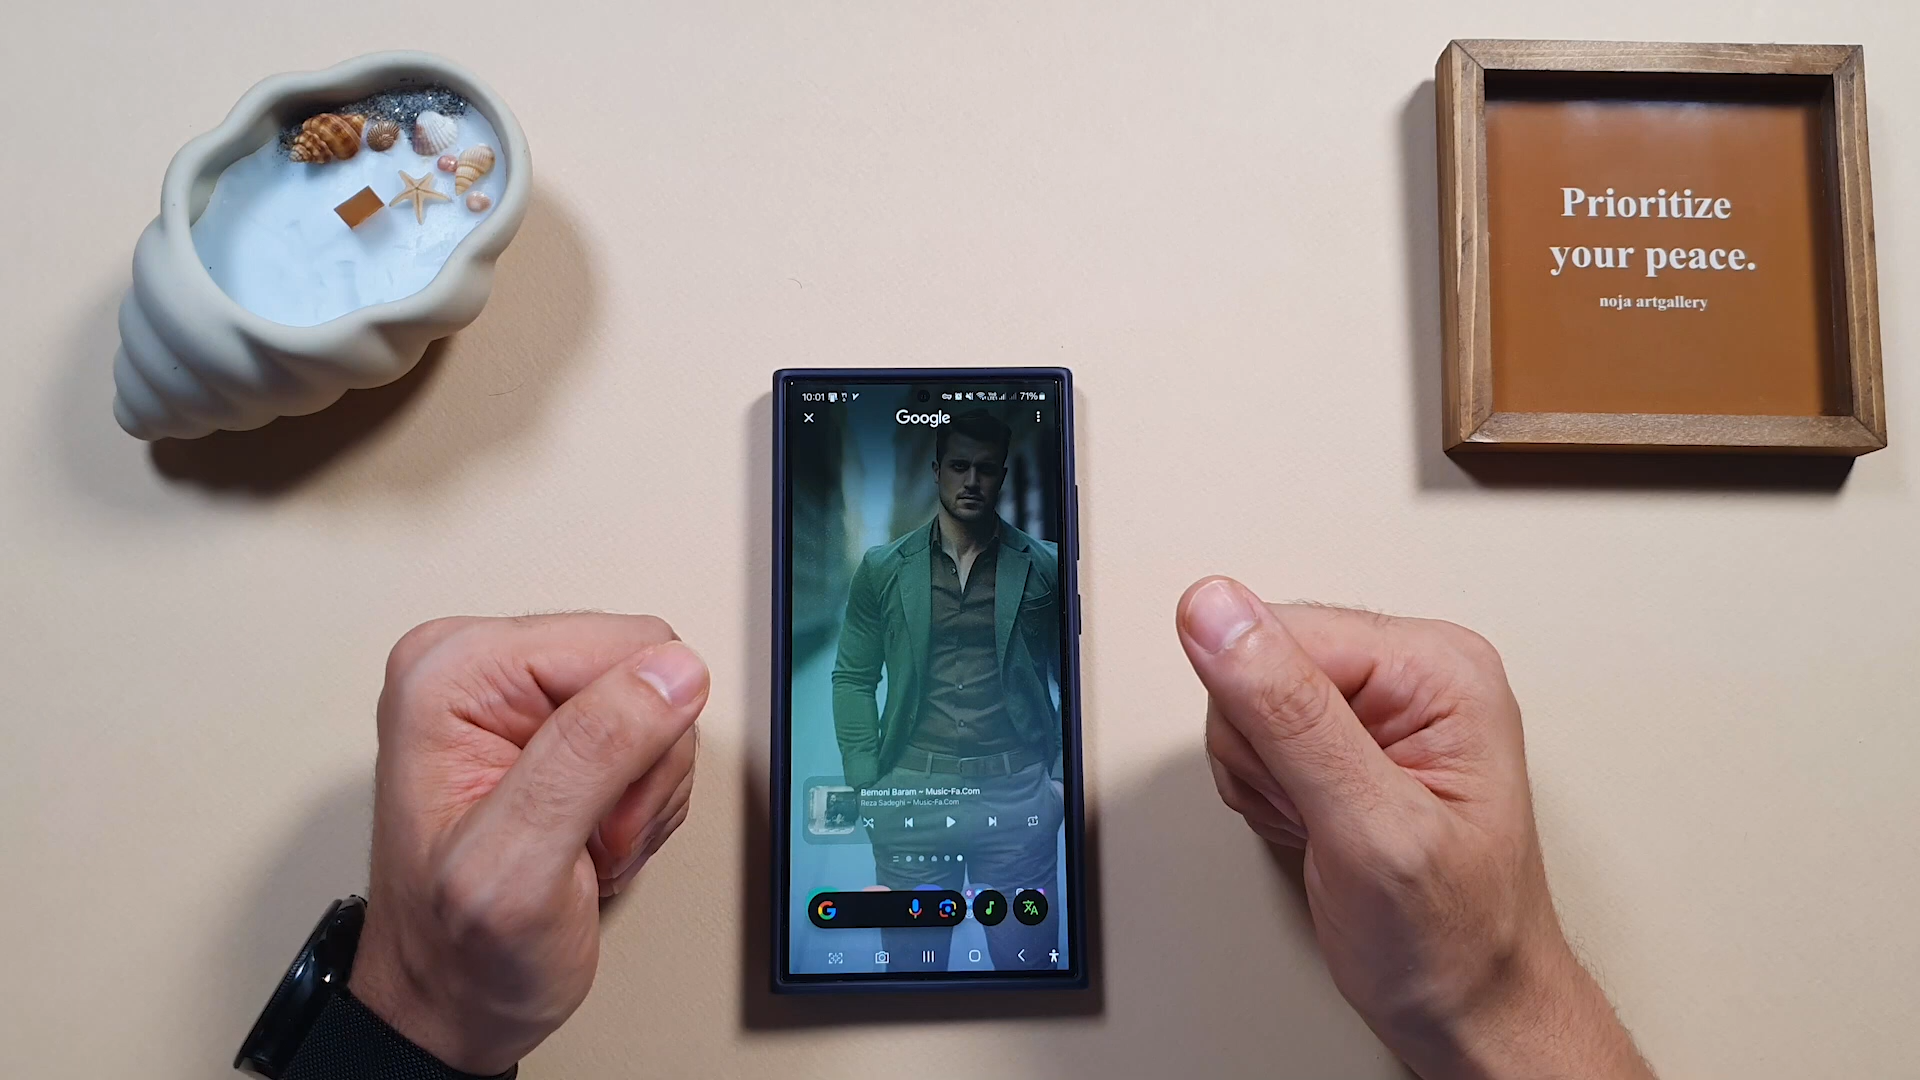 Prioritize
your peace.
noja artgallery
10:01
71%
Google
Bemoni Baram ~ Music-Fa.Com
Reza Sadeghi ~ Music-Fa.Com